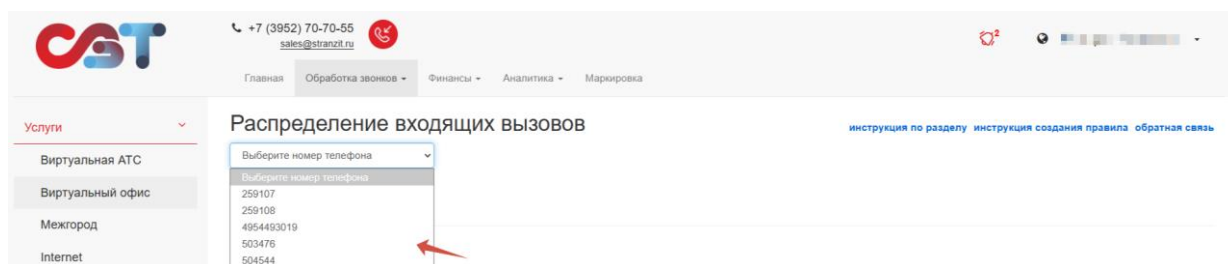 CST
+7 (3952) 70-70-55
sales@stranzit.ru
2
Главная Обработка звонков Финансы Аналитика Маркировка
Услуги
Виртуальная АТС
Виртуальный офис
Межгород
Internet
Распределение входящих вызовов
инструкция по разделу инструкция создания правила обратная связь
Выберите номер телефона
Выберите номер телефона
259107
259108
4954493019
503476
504544